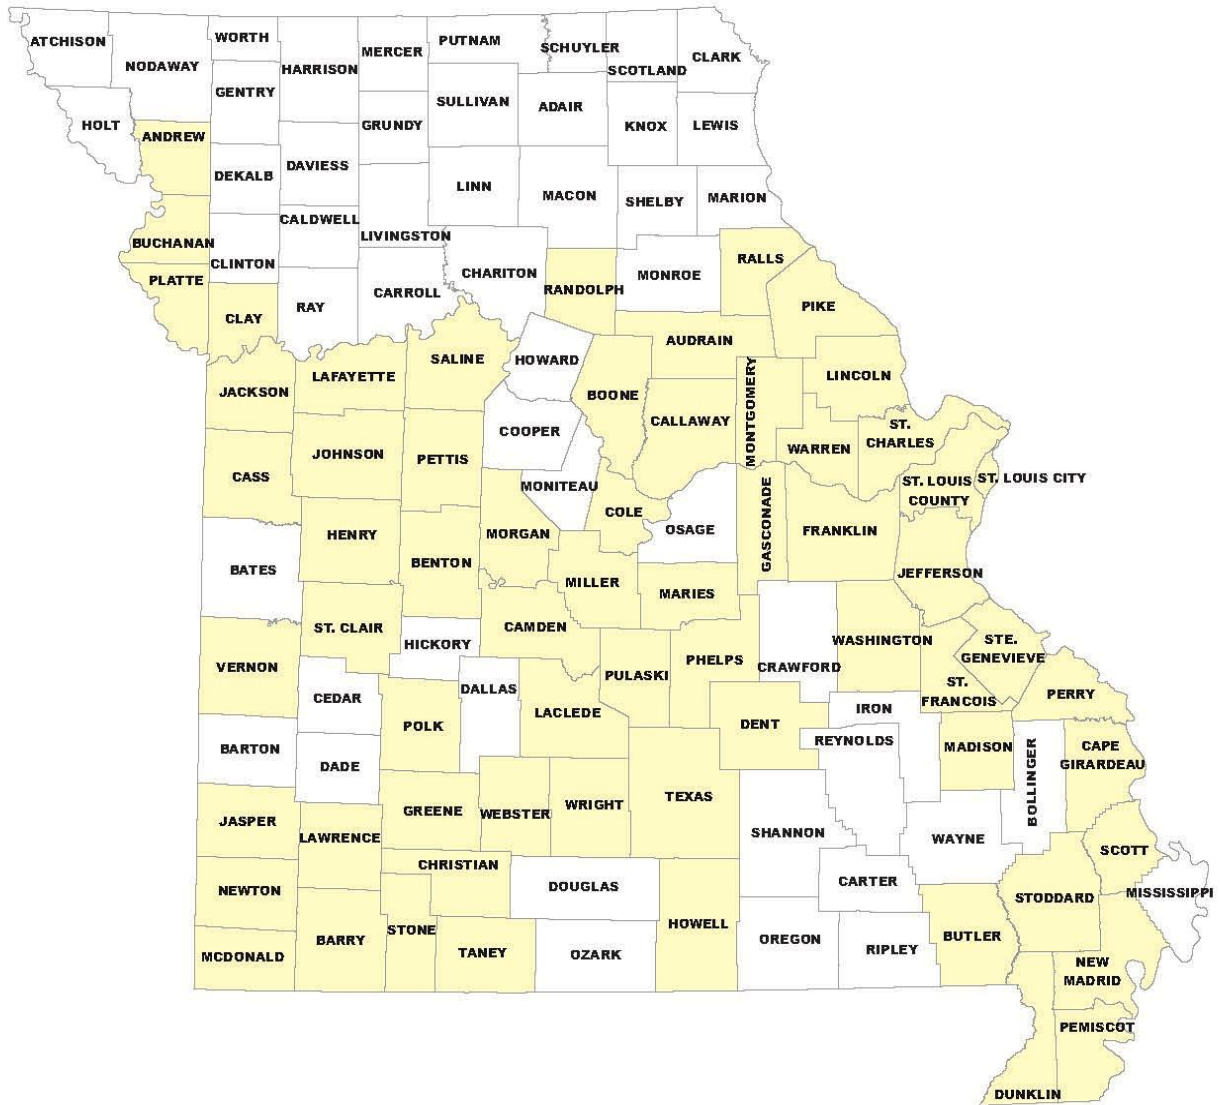 ATCHISON
NODAWAY
WORTH
HARRISON
MERCER
PUTNAM
SCHUYLER
SCOTLAND
CLARK
GENTRY
SULLIVAN
ADAIR
KNOX
LEWIS
HOLT
ANDREW
GRUNDY
DEKALB
DAVIESS
LINN
MACON
SHELBY
MARION
BUCHANAN
CLINTON
CALDWELL
LIVINGSTON
CHARITON
RANDOLPH
MONROE
RALLS
PLATTE
CLAY
RAY
CARROLL
PIKE
AUDRAIN
SALINE
HOWARD
BOONE
LINCOLN
JACKSON
LAFAYETTE
CALLAWAY
MONTGOMERY
WARREN
ST.
CHARLES
COOPER
CASS
JOHNSON
PETTIS
MONITEAU
ST. LOUIS
COUNTY
ST. LOUIS CITY
COLE
OSAGE
GASCONADE
FRANKLIN
HENRY
MORGAN
BATES
BENTON
MILLER
MARIES
JEFFERSON
ST. CLAIR
HICKORY
CAMDEN
WASHINGTON
STE.
GENEVIEVE
VERNON
PULASKI
PHELPS
CRAWFORD
ST.
FRANCOIS
PERRY
CEDAR
DALLAS
LACLEDE
IRON
POLK
DENT
REYNOLDS
MADISON
BOLLINGER
CAPE
GIRARDEAU
BARTON
DADE
GREENE
WEBSTER
WRIGHT
TEXAS
JASPER
LAWRENCE
SHANNON
WAYNE
SCOTT
CHRISTIAN
NEWTON
DOUGLAS
CARTER
STODDARD
MISSISSIPPI
BARRY
STONE
HOWELL
OREGON
RIPLEY
BUTLER
MCDONALD
TANEY
OZARK
NEW
MADRID
PEMISCOT
DUNKLIN